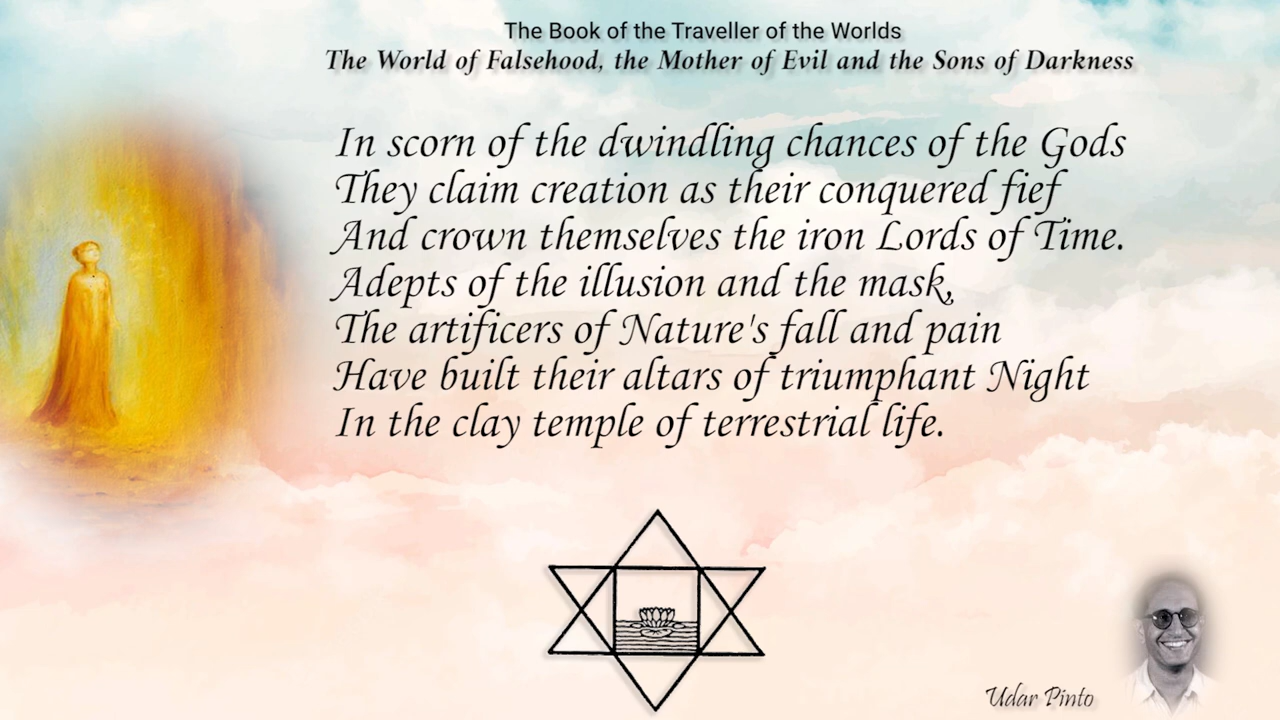 The Book of the Traveller of the Worlds
The World of Falsehood, the Mother of Evil and the Sons of Darkness
In scorn of the dwindling chances of the Gods
They claim creation as their conquered fief
And crown themselves the iron Lords of Time.
Adepts of the illusion and the mask,
The artificers of Nature's fall and pain
Have built their altars of triumphant Night
In the clay temple of terrestrial life.
Udar Pinto